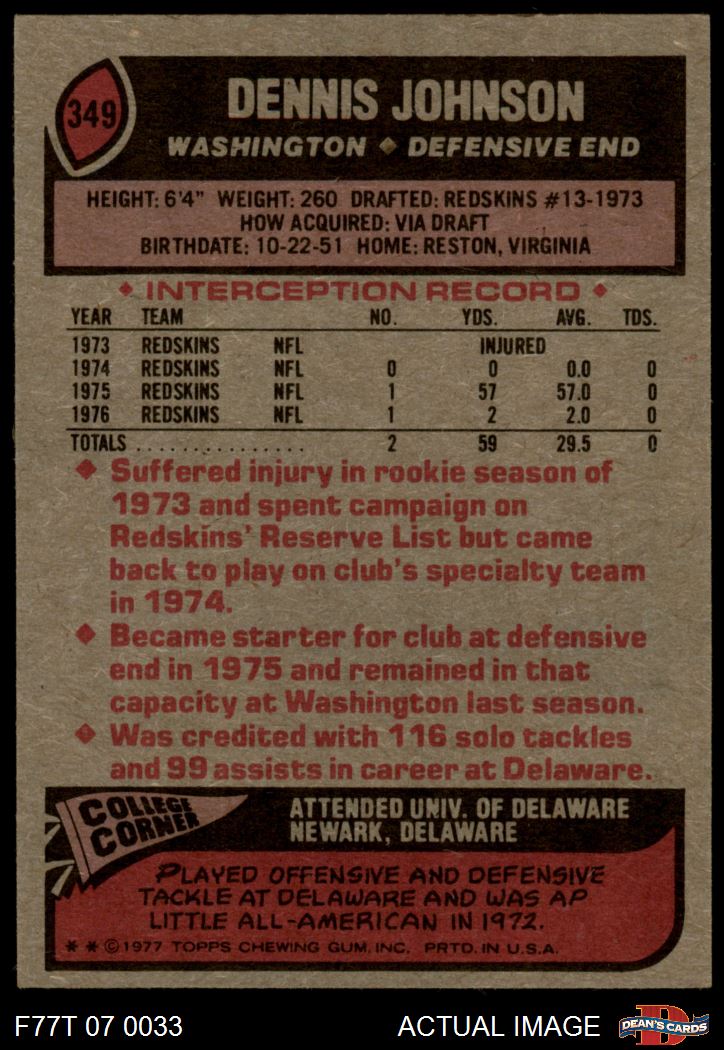 349
DENNIS JOHNSON
WASHINGTON ◆ DEFENSIVE END
HEIGHT: 6'4" WEIGHT: 260 DRAFTED: REDSKINS #13-1973
HOW ACQUIRED: VIA DRAFT
BIRTHDATE: 10-22-51 HOME: RESTON, VIRGINIA
◆ INTERCEPTION RECORD ◆
YEAR TEAM NO. YDS. AVG. TDS.
1973 REDSKINS NFL INJURED
1974 REDSKINS NFL 0 0 0.0 0
1975 REDSKINS NFL 1 57 57.0 0
1976 REDSKINS NFL 1 2 2.0 0
TOTALS ................ 2 59 29.5 0
◆ Suffered injury in rookie season of
1973 and spent campaign on
Redskins' Reserve List but came
back to play on club's specialty team
in 1974.
◆ Became starter for club at defensive
end in 1975 and remained in that
capacity at Washington last season.
◆ Was credited with 116 solo tackles
and 99 assists in career at Delaware.
COLLEGE
CORNER
ATTENDED UNIV. OF DELAWARE
NEWARK, DELAWARE
PLAYED OFFENSIVE AND DEFENSIVE
TACKLE AT DELAWARE AND WAS AP
LITTLE ALL-AMERICAN IN 1972.
* * © 1977 TOPPS CHEWING GUM, INC. PRTD. IN U.S.A.
F77T 07 0033 ACTUAL IMAGE
D
DEAN'S CARDS